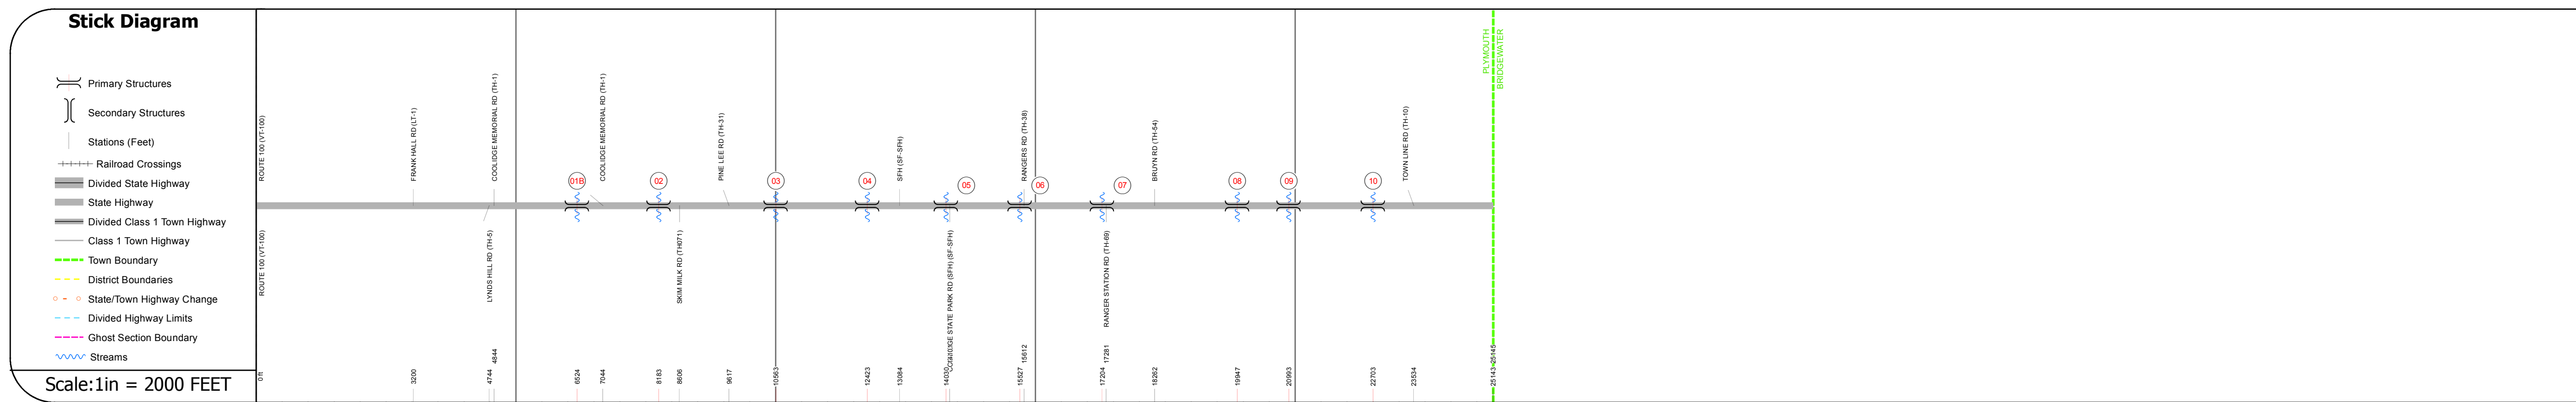 Stick Diagram
Primary Structures
Secondary Structures
Stations (Feet)
Railroad Crossings
Divided State Highway
State Highway
Divided Class 1 Town Highway
Class 1 Town Highway
Town Boundary
District Boundaries
State/Town Highway Change
Divided Highway Limits
Ghost Section Boundary
Streams
Scale:1in = 2000 FEET
ROUTE 100 (VT-100)
FRANK HALL RD (LT-1)
COOLIDGE MEMORIAL RD (TH-1)
COOLIDGE MEMORIAL RD (TH-1)
PINE LEE RD (TH-31)
SFH (SF-SFH)
RANGERS RD (TH-38)
BRUYN RD (TH-54)
TOWN LINE RD (TH-10)
PLYMOUTH
BRIDGEWATER
01B
02
03
04
05
06
07
08
09
10
ROUTE 100 (VT-100)
LYNDS HILL RD (TH-5)
SKIM MILK RD (TH071)
STATE PARK RD (SFH) (SF-SFH)
RANGER STATION RD (TH-69)
0 ft
3200
4744
4844
6524
7044
8183
8606
9617
10563
12423
13084
14030
15527
15612
17204
17281
18262
19947
20993
22703
23534
25143
25145